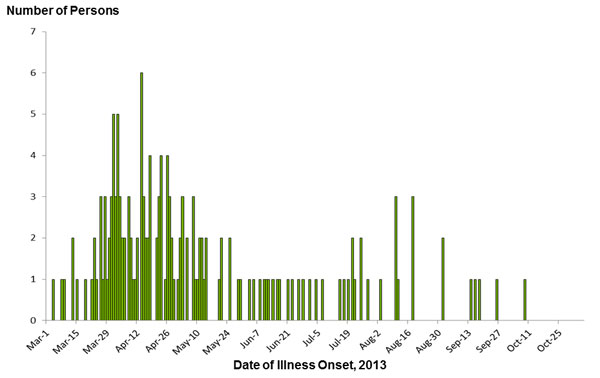 Number of Persons
7
6
5
4
3
2
1
0
Mar-1
Mar-15
Mar-29
Apr-12
Apr-26
May-10
May-24
Jun-7
Jun-21
Jul-5
Jul-19
Aug-2
Aug-16
Aug-30
Sep-13
Sep-27
Oct-11
Oct-25
Date of Illness Onset, 2013